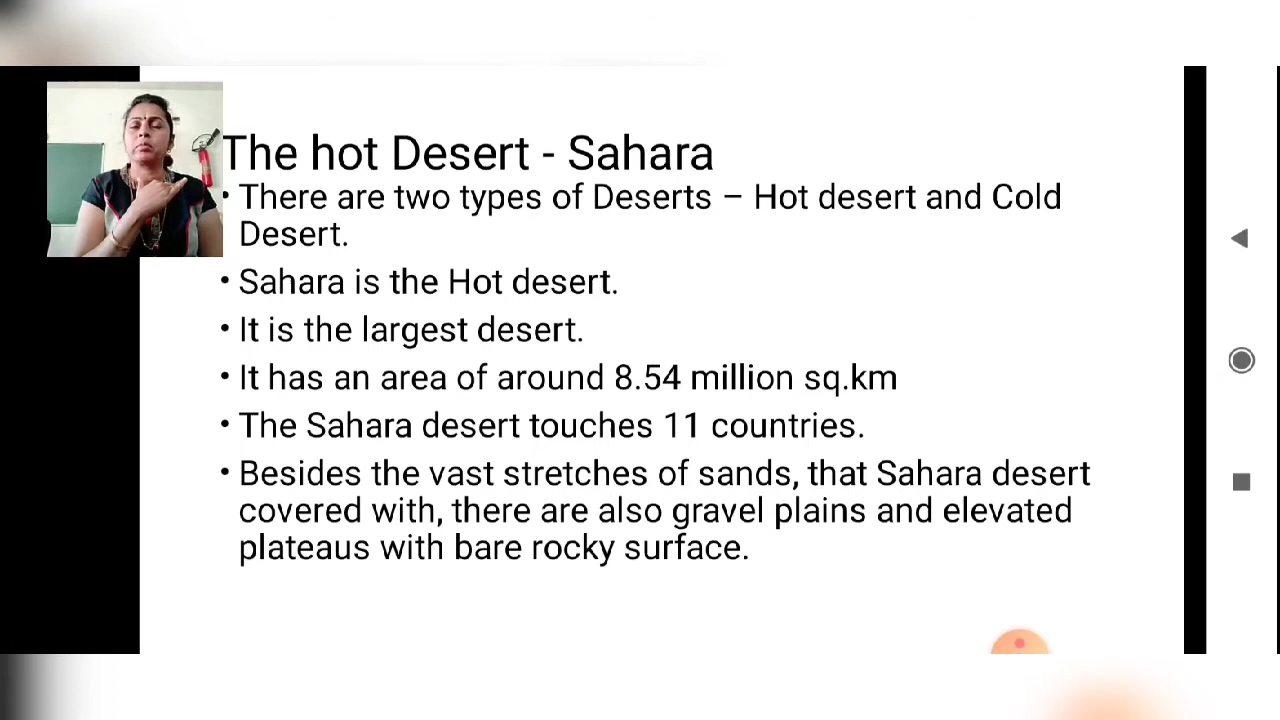 The hot Desert - Sahara
• There are two types of Deserts – Hot desert and Cold
Desert.
• Sahara is the Hot desert.
• It is the largest desert.
• It has an area of around 8.54 million sq.km
• The Sahara desert touches 11 countries.
• Besides the vast stretches of sands, that Sahara desert
covered with, there are also gravel plains and elevated
plateaus with bare rocky surface.